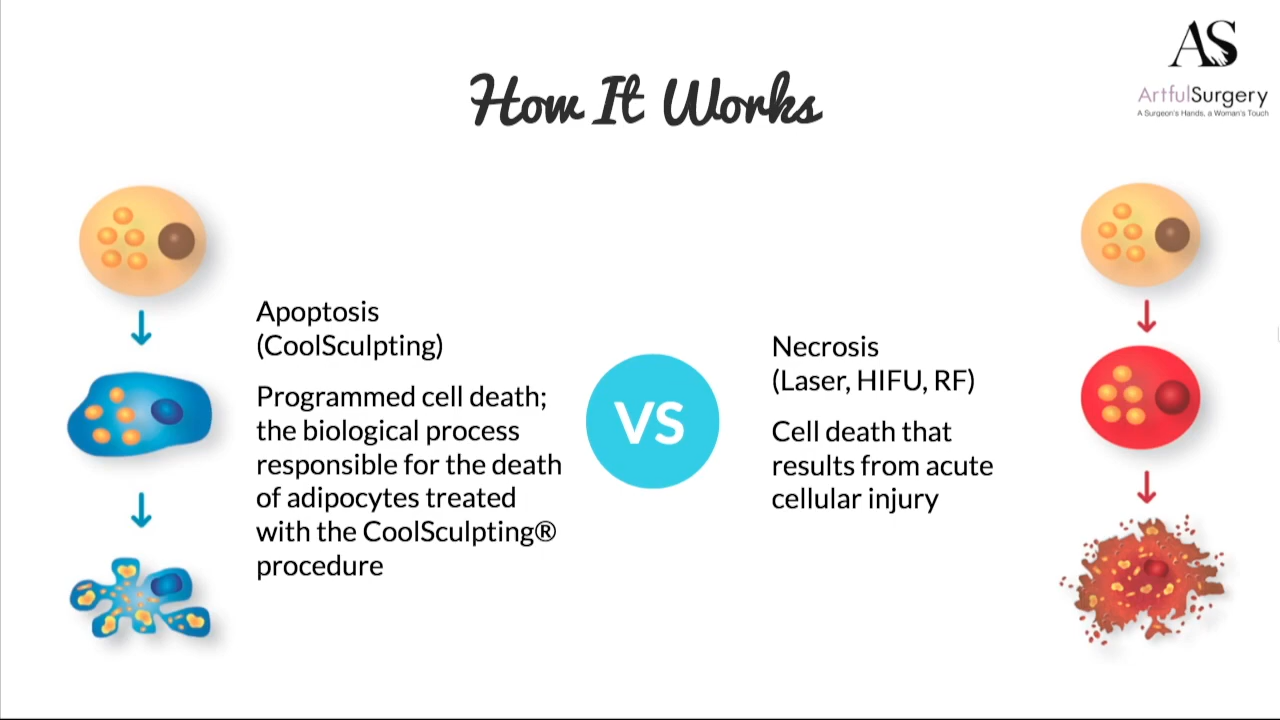 AS
ArtfulSurgery
A Surgeon's Hands, a Woman's Touch
How It Works
Apoptosis
(CoolSculpting)
Programmed cell death;
the biological process
responsible for the death
of adipocytes treated
with the CoolSculpting®
procedure
VS
Necrosis
(Laser, HIFU, RF)
Cell death that
results from acute
cellular injury